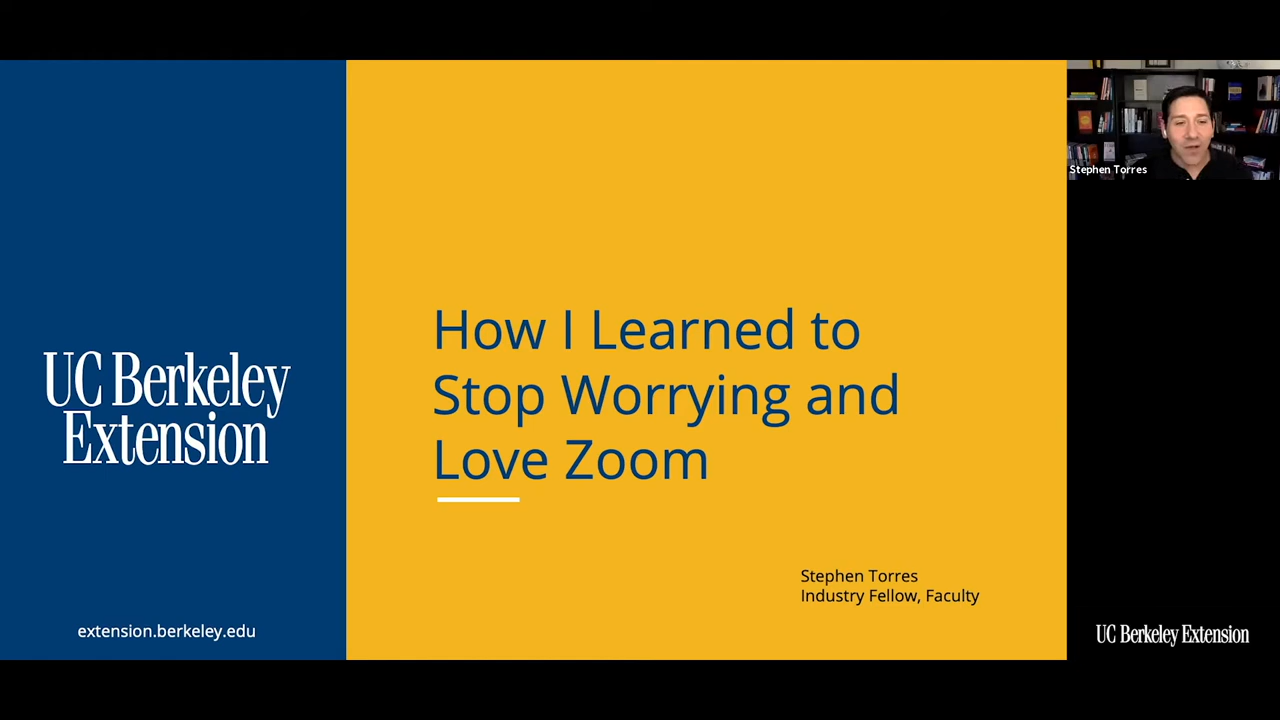 UC Berkeley
Extension
extension.berkeley.edu
How I Learned to
Stop Worrying and
Love Zoom
Stephen Torres
Industry Fellow, Faculty
Stephen Torres
UC Berkeley Extension